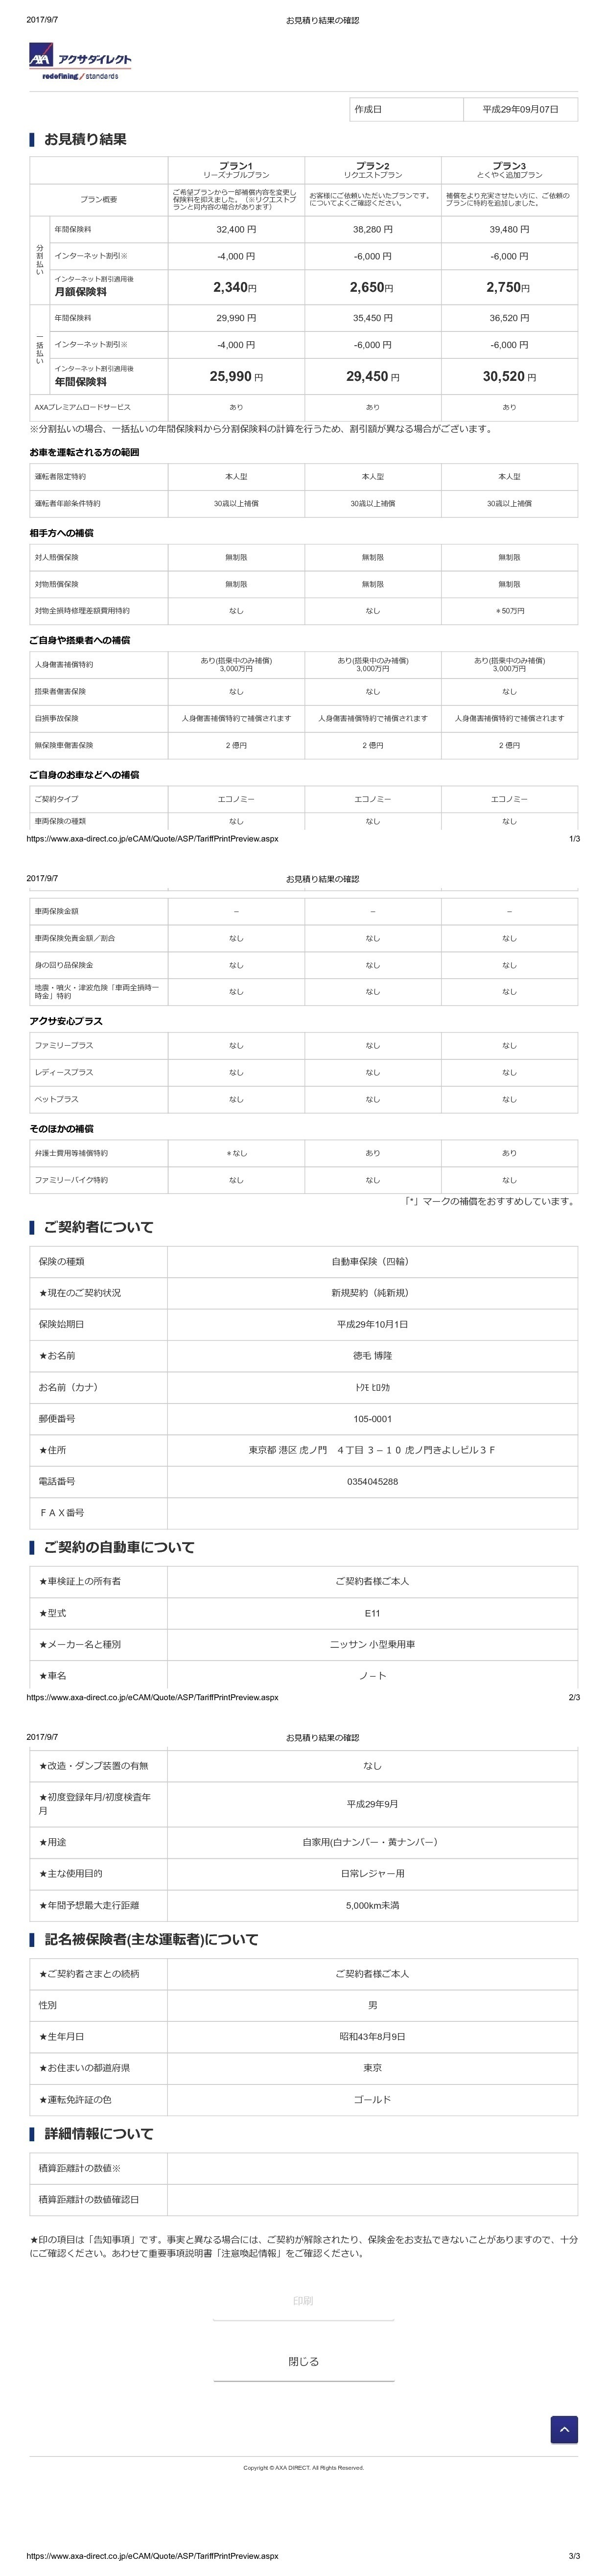 2017/9/7 お見積り結果の確認
AXA アクサダイレクト
redefining / standards
作成日 平成29年09月07日
お見積り結果
プラン1 リーズナブルプラン プラン2 リクエストプラン プラン3 とくやく追加プラン
プラン概要 ご希望プランから一部補償内容を変更し保険料を抑えました。(※リクエストプランと同内容の場合があります) お客様にご依頼いただいたプランです。についてよくご確認ください。 補償をより充実させたい方に、ご依頼のプランに特約を追加しました。
分割払い
年間保険料 32,400 円 38,280 円 39,480 円
インターネット割引※ -4,000 円 -6,000 円 -6,000 円
インターネット割引適用後
月額保険料 2,340円 2,650円 2,750円
一括払い
年間保険料 29,990 円 35,450 円 36,520 円
インターネット割引※ -4,000 円 -6,000 円 -6,000 円
インターネット割引適用後
年間保険料 25,990 円 29,450 円 30,520 円
AXAプレミアムロードサービス あり あり あり
※分割払いの場合、一括払いの年間保険料から分割保険料の計算を行うため、割引額が異なる場合がございます。
お車を運転される方の範囲
運転者限定特約 本人型 本人型 本人型
運転者年齢条件特約 30歳以上補償 30歳以上補償 30歳以上補償
相手方への補償
対人賠償保険 無制限 無制限 無制限
対物賠償保険 無制限 無制限 無制限
対物全損時修理差額費用特約 なし なし *50万円
ご自身や搭乗者への補償
人身傷害補償特約 あり(搭乗中のみ補償) 3,000万円 あり(搭乗中のみ補償) 3,000万円 あり(搭乗中のみ補償) 3,000万円
搭乗者傷害保険 なし なし なし
自損事故保険 人身傷害補償特約で補償されます 人身傷害補償特約で補償されます 人身傷害補償特約で補償されます
無保険車傷害保険 2 億円 2 億円 2 億円
ご自身のお車などへの補償
ご契約タイプ エコノミー エコノミー エコノミー
車両保険の種類 なし なし なし
https://www.axa-direct.co.jp/eCAM/Quote/ASP/TariffPrintPreview.aspx 1/3
2017/9/7 お見積り結果の確認
車両保険金額 – – –
車両保険免責金額／割合 なし なし なし
身の回り品保険金 なし なし なし
地震・噴火・津波危険「車両全損時一時金」特約 なし なし なし
アクサ安心プラス
ファミリープラス なし なし なし
レディースプラス なし なし なし
ペットプラス なし なし なし
そのほかの補償
弁護士費用等補償特約 *なし あり あり
ファミリーバイク特約 なし なし なし
「*」マークの補償をおすすめしています。
ご契約者について
保険の種類 自動車保険（四輪）
★現在のご契約状況 新規契約（純新規）
保険始期日 平成29年10月1日
★お名前 徳毛 博隆
お名前（カナ） ﾄｸﾓ ﾋﾛﾀｶ
郵便番号 105-0001
★住所 東京都 港区 虎ノ門　４丁目 ３－１０ 虎ノ門きよしビル３Ｆ
電話番号 0354045288
ＦＡＸ番号
ご契約の自動車について
★車検証上の所有者 ご契約者様ご本人
★型式 E11
★メーカー名と種別 ニッサン 小型乗用車
★車名 ノート
https://www.axa-direct.co.jp/eCAM/Quote/ASP/TariffPrintPreview.aspx 2/3
2017/9/7 お見積り結果の確認
★改造・ダンプ装置の有無 なし
★初度登録年月/初度検査年月 平成29年9月
★用途 自家用(白ナンバー・黄ナンバー）
★主な使用目的 日常レジャー用
★年間予想最大走行距離 5,000km未満
記名被保険者(主な運転者)について
★ご契約者さまとの続柄 ご契約者様ご本人
性別 男
★生年月日 昭和43年8月9日
★お住まいの都道府県 東京
★運転免許証の色 ゴールド
詳細情報について
積算距離計の数値※
積算距離計の数値確認日
★印の項目は「告知事項」です。事実と異なる場合には、ご契約が解除されたり、保険金をお支払できないことがありますので、十分
にご確認ください。あわせて重要事項説明書「注意喚起情報」をご確認ください。
印刷
閉じる
Copyright © AXA DIRECT. All Rights Reserved.
https://www.axa-direct.co.jp/eCAM/Quote/ASP/TariffPrintPreview.aspx 3/3